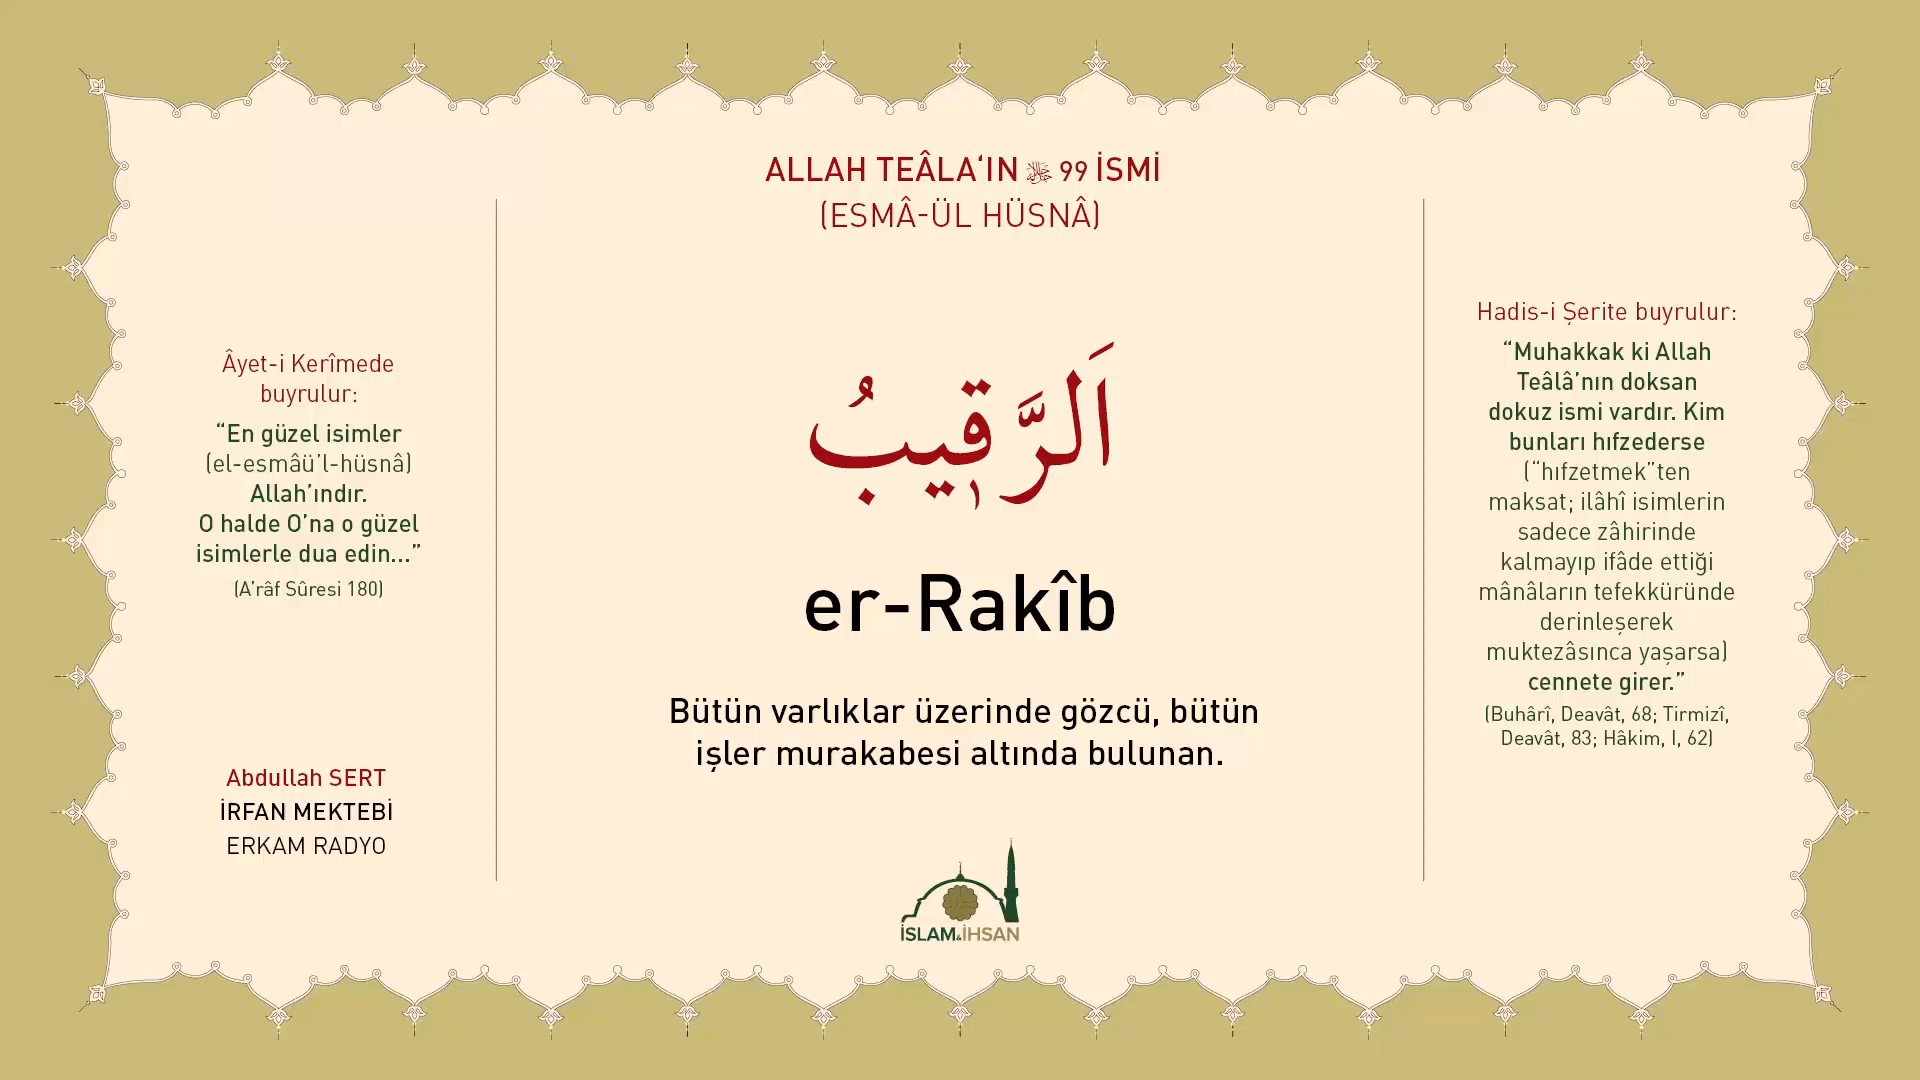 ALLAH TEÂLA‘IN ﷻ 99 İSMİ
(ESMÂ-ÜL HÜSNÂ)
Âyet-i Kerîmede
buyrulur:
“En güzel isimler
(el-esmâü’l-hüsnâ)
Allah’ındır.
O halde O’na o güzel
isimlerle dua edin...”
(A’râf Sûresi 180)
Abdullah SERT
İRFAN MEKTEBİ
ERKAM RADYO
اَلرَّقٖيبُ
er-Rakîb
Bütün varlıklar üzerinde gözcü, bütün
işler murakabesi altında bulunan.
İSLAM&İHSAN
Hadis-i Şerite buyrulur:
“Muhakkak ki Allah
Teâlâ’nın doksan
dokuz ismi vardır. Kim
bunları hıfzederse
(“hıfzetmek”ten
maksat; ilâhî isimlerin
sadece zâhirinde
kalmayıp ifâde ettiği
mânâların tefekküründe
derinleşerek
muktezâsınca yaşarsa)
cennete girer.”
(Buhârî, Deavât, 68; Tirmizî,
Deavât, 83; Hâkim, I, 62)